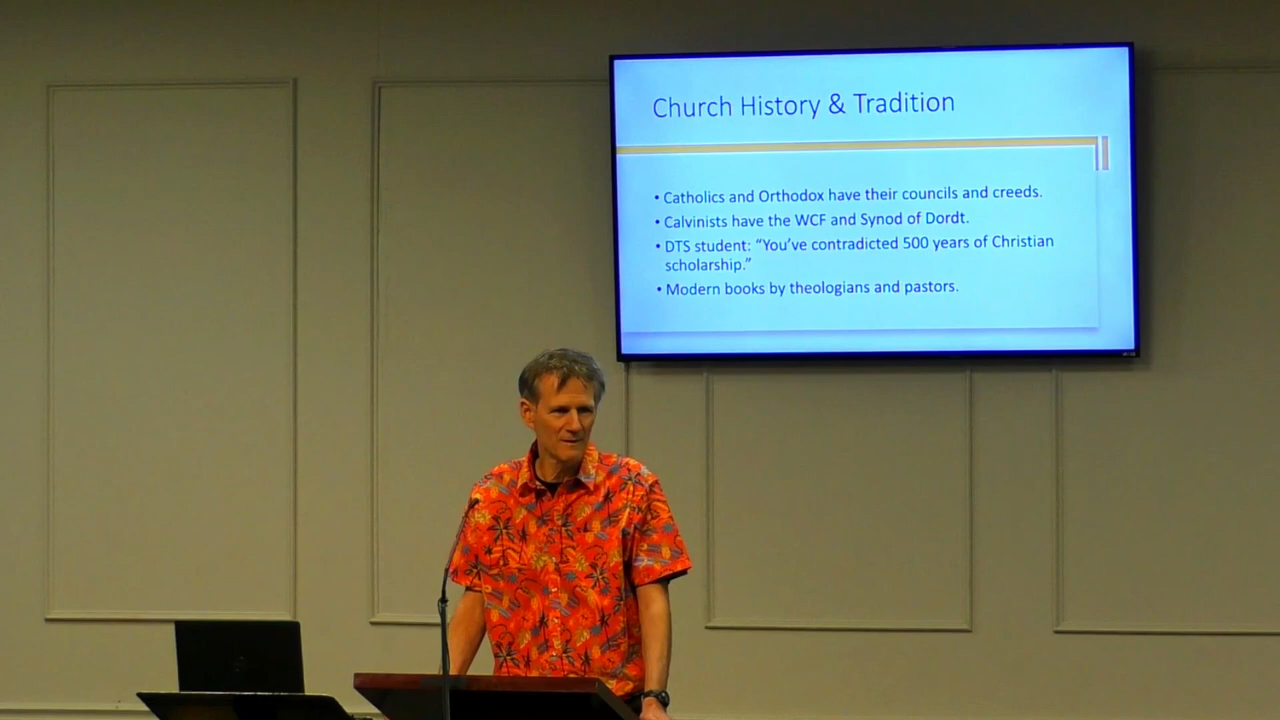 Church History & Tradition
• Catholics and Orthodox have their councils and creeds.
• Calvinists have the WCF and Synod of Dordt.
• DTS student: “You’ve contradicted 500 years of Christian
scholarship.”
• Modern books by theologians and pastors.